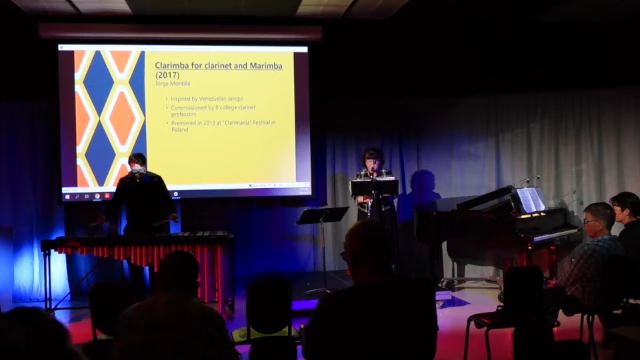 Clarimba for clarinet and Marimba
(2017)
Jorge Montilla
• Inspired by Venezuelan
• Commissioned by 8 college clarinet
professors
• Premiered in 2013 at "Clarimania" Festival in
Poland